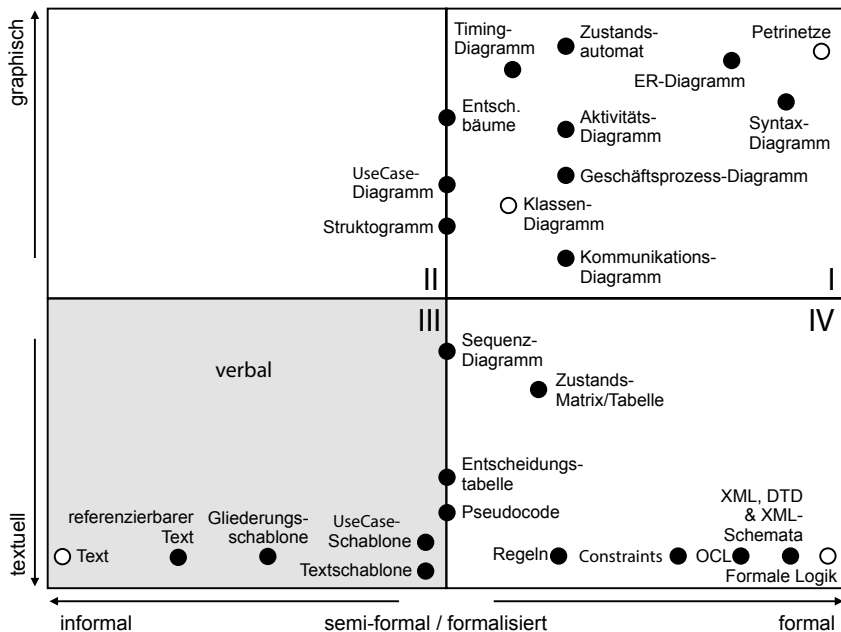 graphisch
Timing-
Diagramm
Zustands-
automat
Petrinetze
ER-Diagramm
Entsch.
bäume
Aktivitäts-
Diagramm
Syntax-
Diagramm
UseCase-
Diagramm
Geschäftsprozess-Diagramm
Struktogramm
Klassen-
Diagramm
Kommunikations-
Diagramm
II
I
III
IV
textuell
verbal
Sequenz-
Diagramm
Zustands-
Matrix/Tabelle
Entscheidungs-
tabelle
Pseudocode
referenzierbarer
Text
Gliederungs-
schablone
UseCase-
Schablone
XML, DTD
& XML-
Schemata
Text
Textschablone
Regeln
Constraints
OCL
Formale Logik
informal
semi-formal / formalisiert
formal